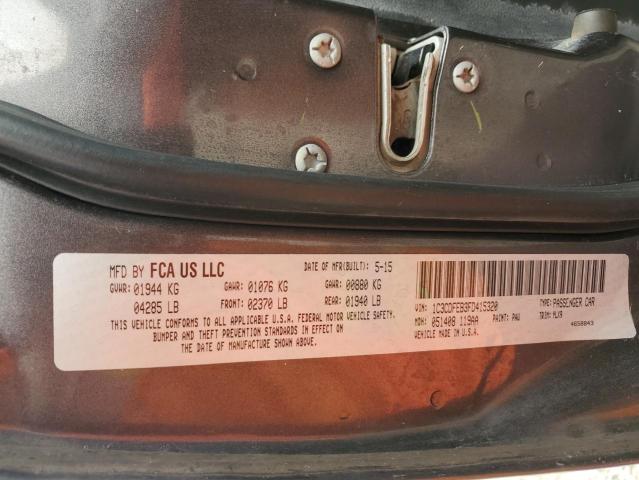 MFD BY FCA US LLC DATE OF MFR(BUILT): 5-15
GVWR: 01944 KG GAWR: 01076 KG GAWR: 00880 KG
04285 LB FRONT: 02370 LB REAR: 01940 LB
THIS VEHICLE CONFORMS TO ALL APPLICABLE U.S.A. FEDERAL MOTOR VEHICLE SAFETY,
BUMPER AND THEFT PREVENTION STANDARDS IN EFFECT ON
THE DATE OF MANUFACTURE SHOWN ABOVE.
VIN: 1C3CDFEB3FD415320 TYPE: PASSENGER CAR
MDH: 051408 119AA PAINT: PAU TRIM: MLX9
VEHICLE MADE IN U.S.A. 4658843